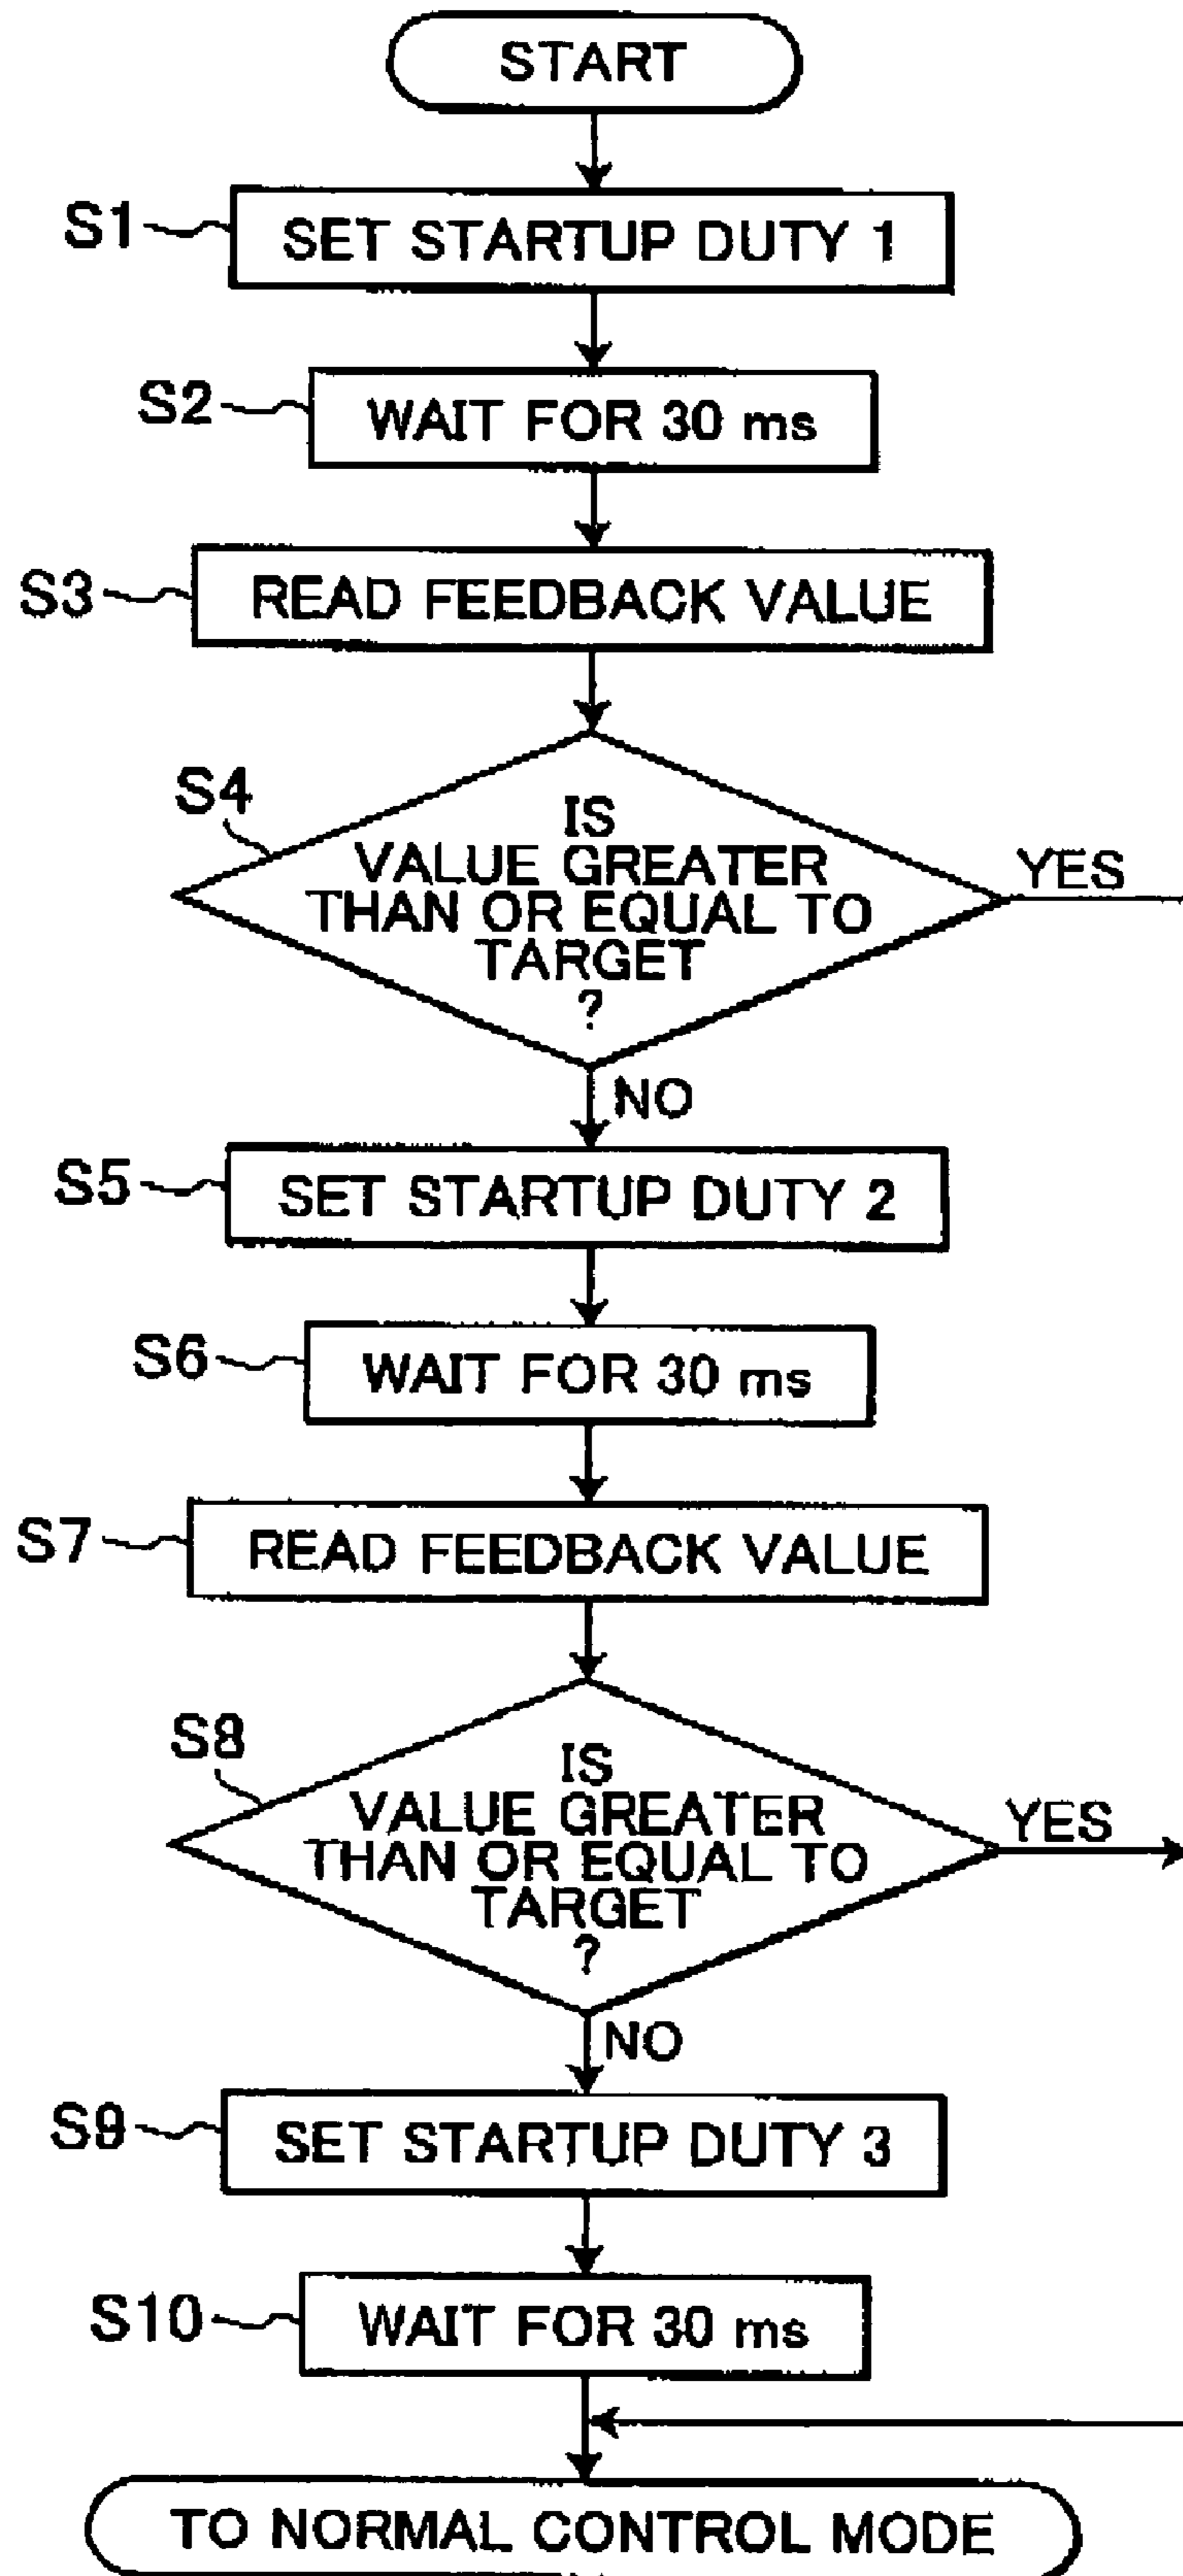 START
S1
SET STARTUP DUTY 1
S2
WAIT FOR 30 ms
S3
READ FEEDBACK VALUE
S4
IS
VALUE GREATER
THAN OR EQUAL TO
TARGET
?
YES
NO
S5
SET STARTUP DUTY 2
S6
WAIT FOR 30 ms
S7
READ FEEDBACK VALUE
S8
IS
VALUE GREATER
THAN OR EQUAL TO
TARGET
?
YES
NO
S9
SET STARTUP DUTY 3
S10
WAIT FOR 30 ms
TO NORMAL CONTROL MODE